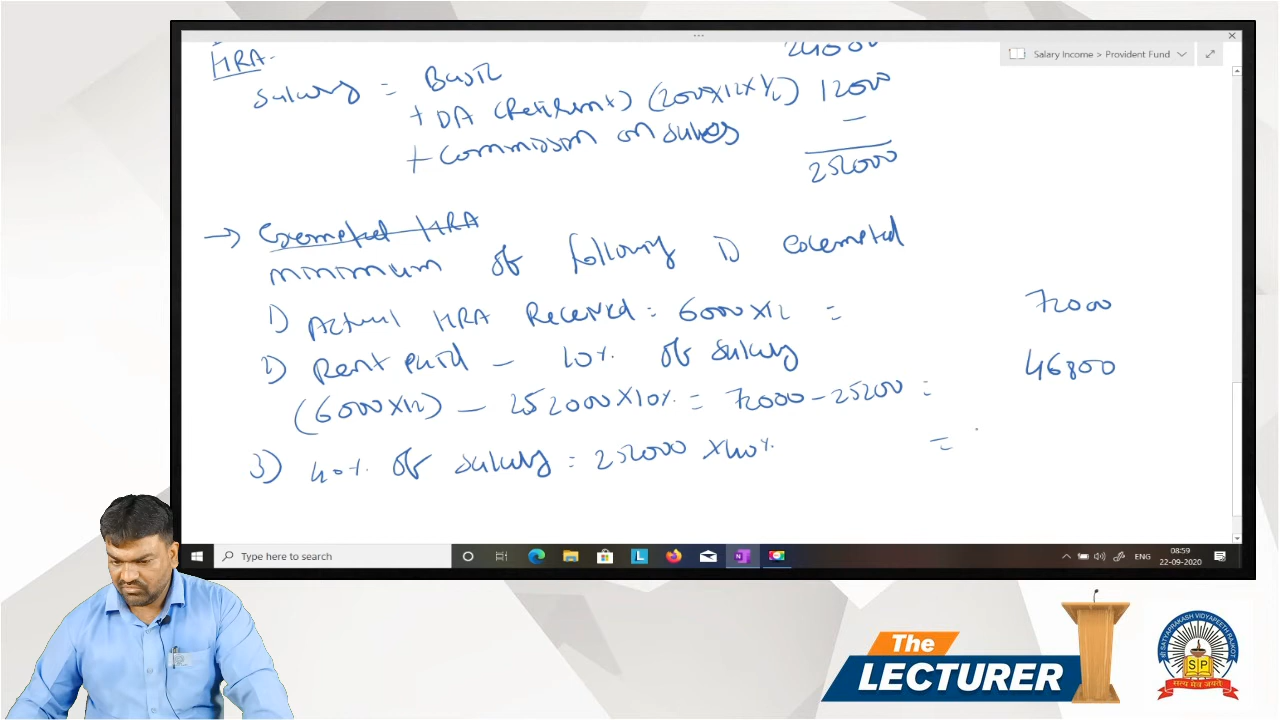 Salary Income > Provident Fund
HRA
Salary = Basic
+ DA (Retirement) (2000X12X1/2) 12000
+ Commission on sales -
252000
→ Exempted HRA
minimum of following is exempted
1) Actual HRA Received = 6000X12 = 72000
2) Rent paid - 10% of salary 46800
(6000X12) - 252000X10% = 72000 - 25200 =
3) 40% of salary = 252000 X40% =
Type here to search
L
N
ENG
08:59
22-09-2020
The
LECTURER
SP
सत्य मेव जयते